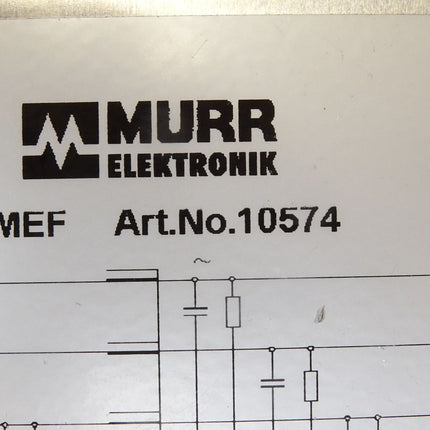 MURR
ELEKTRONIK
MEF Art.No.10574
~